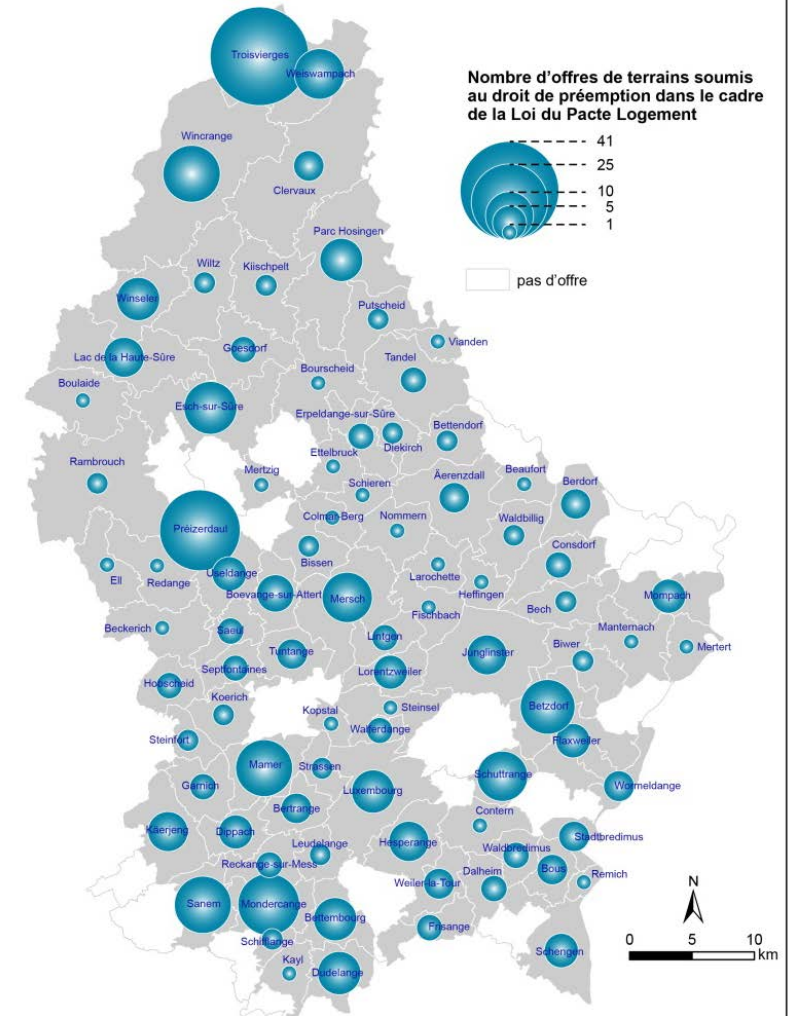 Troisvierges
Weiswampach
Nombre d'offres de terrains soumis
au droit de préemption dans le cadre
de la Loi du Pacte Logement
41
25
10
5
1
pas d'offre
Wincrange
Clervaux
Parc Hosingen
Wiltz
Kiischpelt
Winseler
Putscheid
Vianden
Goesdorf
Lac de la Haute-Sûre
Tandel
Bourscheid
Boulaide
Esch-sur-Sûre
Erpeldange-sur-Sûre
Bettendorf
Diekirch
Ettelbruck
Rambrouch
Mertzig
Beaufort
Äerenzdall
Berdorf
Schieren
Colmar-Berg
Nommern
Waldbillig
Préizerdaul
Consdorf
Bissen
Useldange
Larochette
Ell
Redange
Heffingen
Boevange-sur-Attert
Mersch
Mompach
Bech
Fischbach
Beckerich
Saeul
Lintgen
Manternach
Biwer
Mertert
Tuntange
Junglinster
Septfontaines
Lorentzweiler
Hobscheid
Koerich
Kopstal
Steinsel
Betzdorf
Walferdange
Steinfort
Flaxweiler
Mamer
Strassen
Schuttrange
Garnich
Luxembourg
Wormeldange
Bertrange
Contern
Kaerjeng
Dippach
Stadtbredimus
Leudelange
Hesperange
Waldbredimus
Reckange-sur-Mess
Dalheim
Bous
Remich
Weiler-la-Tour
Sanem
Mondercange
Bettembourg
Frisange
Schifflange
Schengen
Kayl
Dudelange
N
0 5 10
km